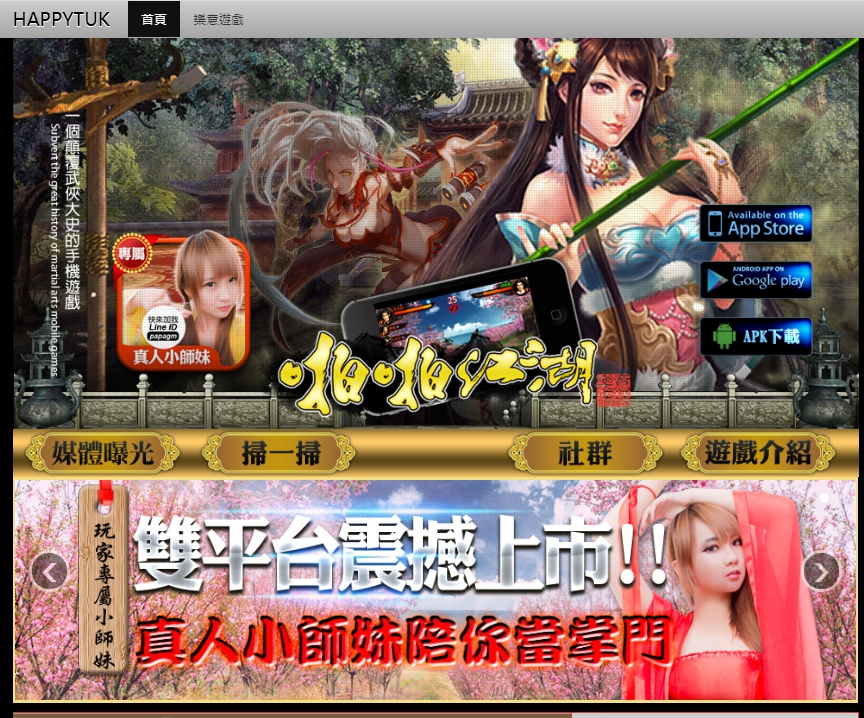 HAPPYTUK
首頁
樂意遊戲
一個顛覆武俠大史的手機遊戲
Subvert the great history of martial arts mobile games
專屬
快來加我
Line ID
papagm
真人小師妹
25
Available on the
App Store
ANDROID APP ON
Google play
APK下載
啪啪江湖
媒體曝光
掃一掃
社群
遊戲介紹
玩家專屬小師妹
雙平台震撼上市!!
真人小師妹陪你當掌門